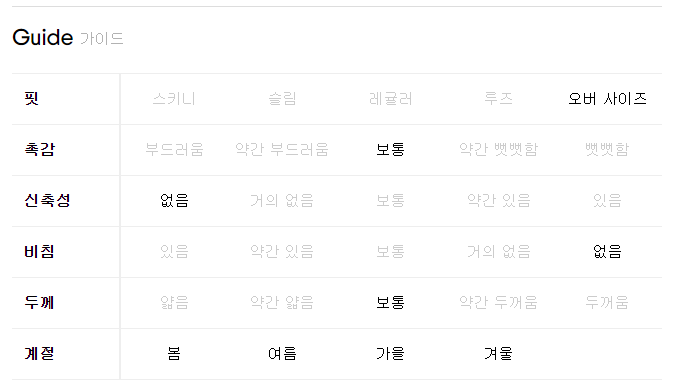 Guide 가이드
핏 스키니 슬림 레귤러 루즈 오버 사이즈
촉감 부드러움 약간 부드러움 보통 약간 뻣뻣함 뻣뻣함
신축성 없음 거의 없음 보통 약간 있음 있음
비침 있음 약간 있음 보통 거의 없음 없음
두께 얇음 약간 얇음 보통 약간 두꺼움 두꺼움
계절 봄 여름 가을 겨울